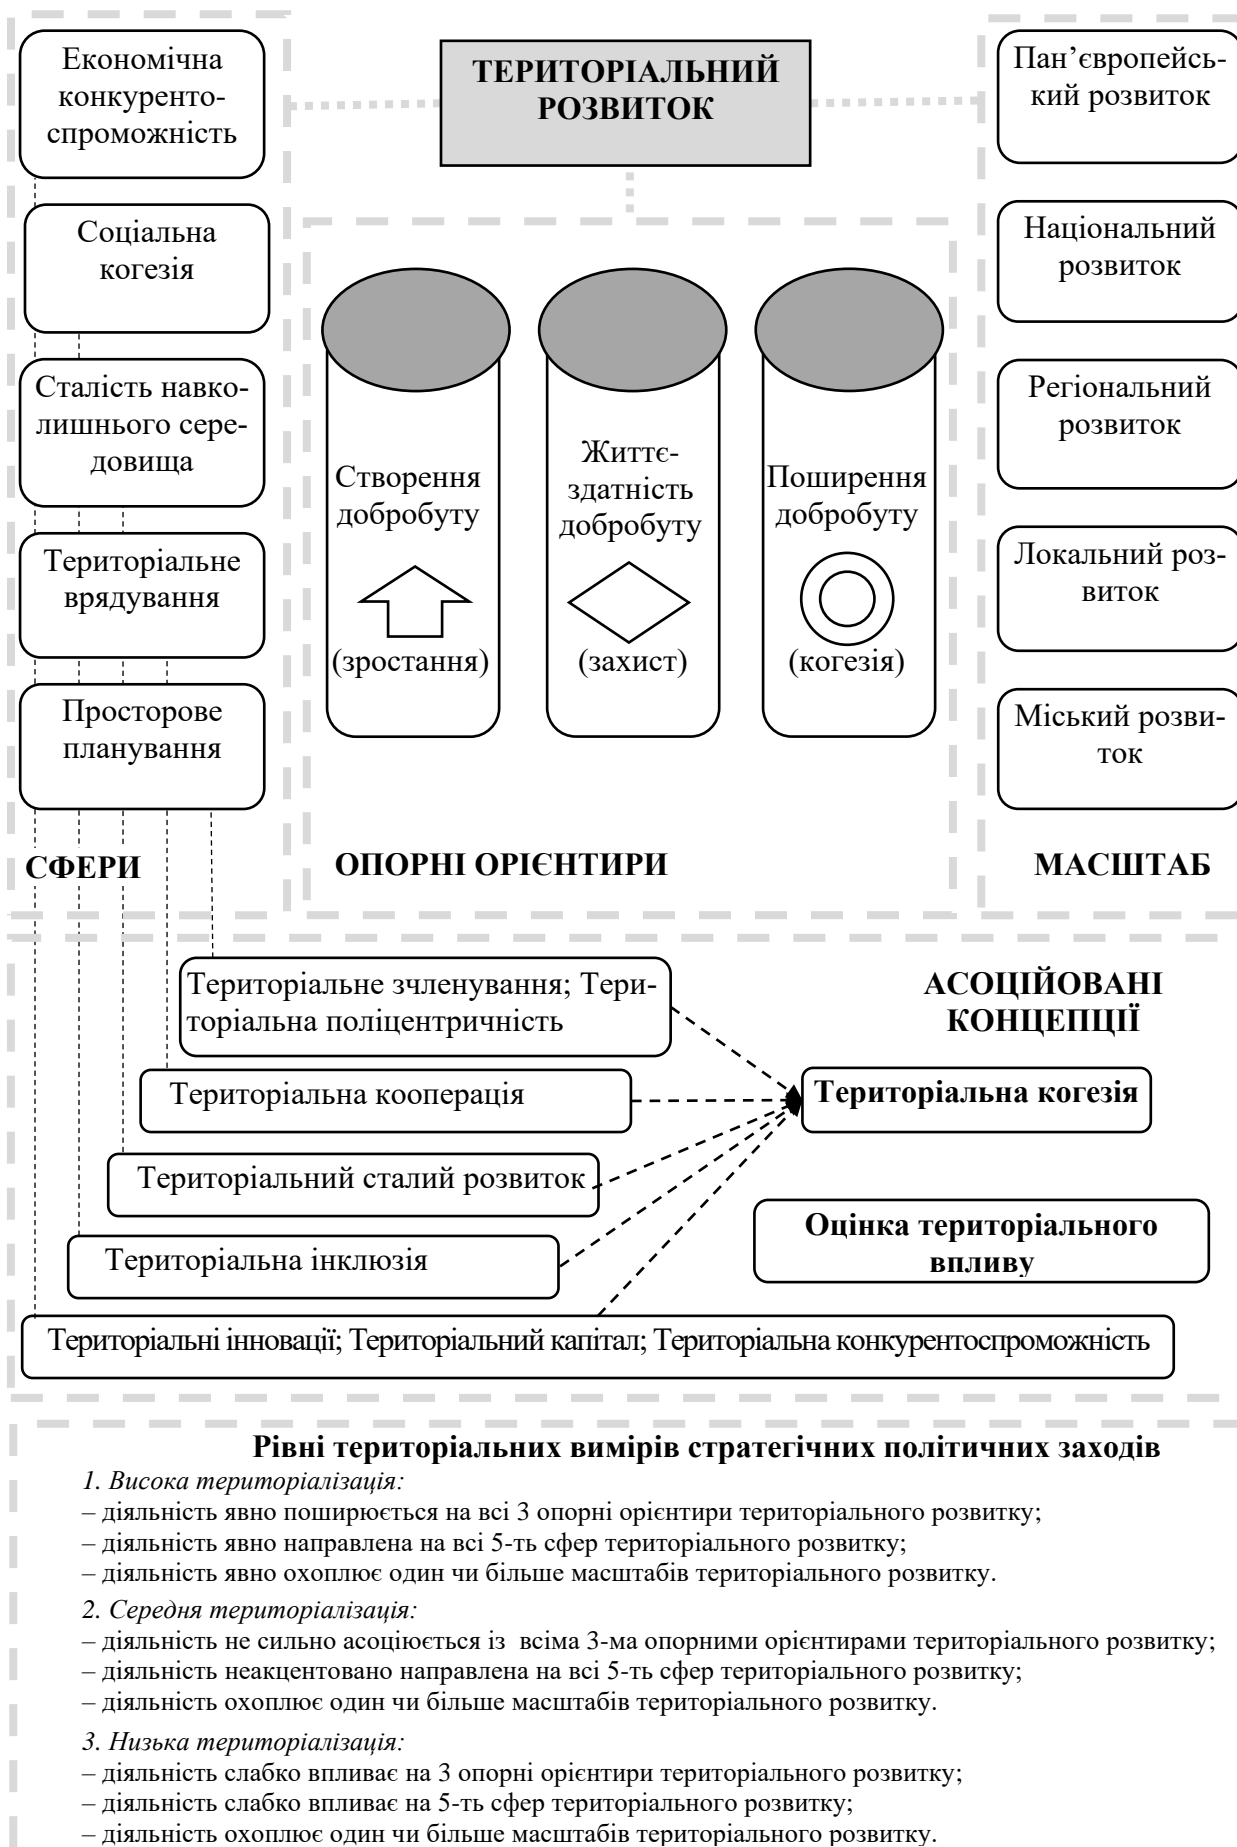 ТЕРИТОРІАЛЬНИЙ
РОЗВИТОК
Економічна
конкуренто-
спроможність
Соціальна
когезія
Сталість навко-
лишнього сере-
довища
Територіальне
врядування
Просторове
планування
СФЕРИ
Створення
добробуту
(зростання)
Життє-
здатність
добробуту
(захист)
Поширення
добробуту
(когезія)
ОПОРНІ ОРІЄНТИРИ
Пан’європейсь-
кий розвиток
Національний
розвиток
Регіональний
розвиток
Локальний роз-
виток
Міський розви-
ток
МАСШТАБ
АСОЦІЙОВАНІ
КОНЦЕПЦІЇ
Територіальне зчленування; Тери-
торіальна поліцентричність
Територіальна кооперація
Територіальна когезія
Територіальний сталий розвиток
Оцінка територіального
впливу
Територіальна інклюзія
Територіальні інновації; Територіальний капітал; Територіальна конкурентоспроможність
Рівні територіальних вимірів стратегічних політичних заходів
1. Висока територіалізація:
– діяльність явно поширюється на всі 3 опорні орієнтири територіального розвитку;
– діяльність явно направлена на всі 5-ть сфер територіального розвитку;
– діяльність явно охоплює один чи більше масштабів територіального розвитку.
2. Середня територіалізація:
– діяльність не сильно асоціюється із всіма 3-ма опорними орієнтирами територіального розвитку;
– діяльність неакцентовано направлена на всі 5-ть сфер територіального розвитку;
– діяльність охоплює один чи більше масштабів територіального розвитку.
3. Низька територіалізація:
– діяльність слабко впливає на 3 опорні орієнтири територіального розвитку;
– діяльність слабко впливає на 5-ть сфер територіального розвитку;
– діяльність охоплює один чи більше масштабів територіального розвитку.